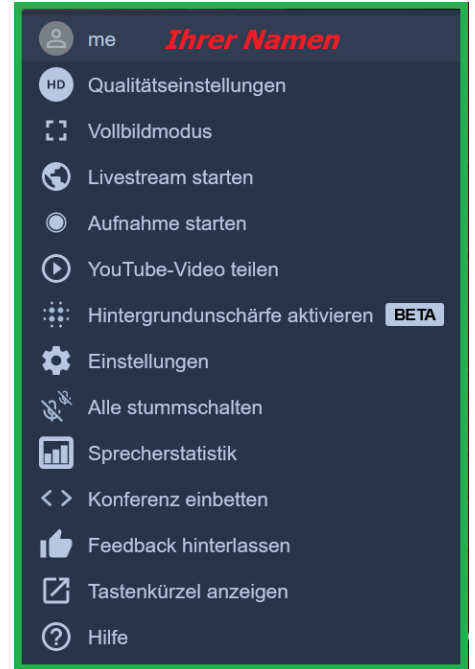 me Ihrer Namen
HD Qualitätseinstellungen
Vollbildmodus
Livestream starten
Aufnahme starten
YouTube-Video teilen
Hintergrundunschärfe aktivieren BETA
Einstellungen
Alle stummschalten
Sprecherstatistik
Konferenz einbetten
Feedback hinterlassen
Tastenkürzel anzeigen
Hilfe